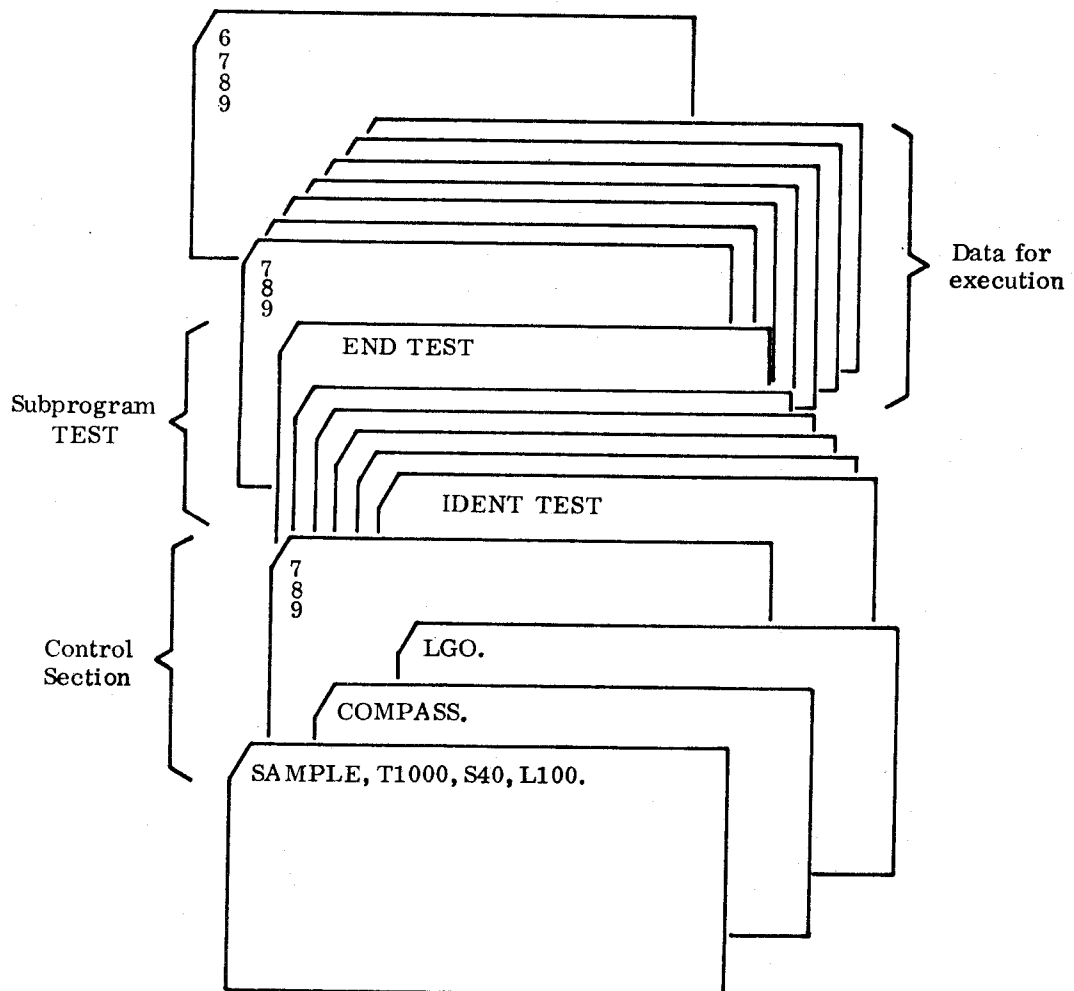 6
7
8
9
7
8
9
Data for
execution
END TEST
Subprogram
TEST
IDENT TEST
7
8
9
Control
Section
LGO.
COMPASS.
SAMPLE, T1000, S40, L100.